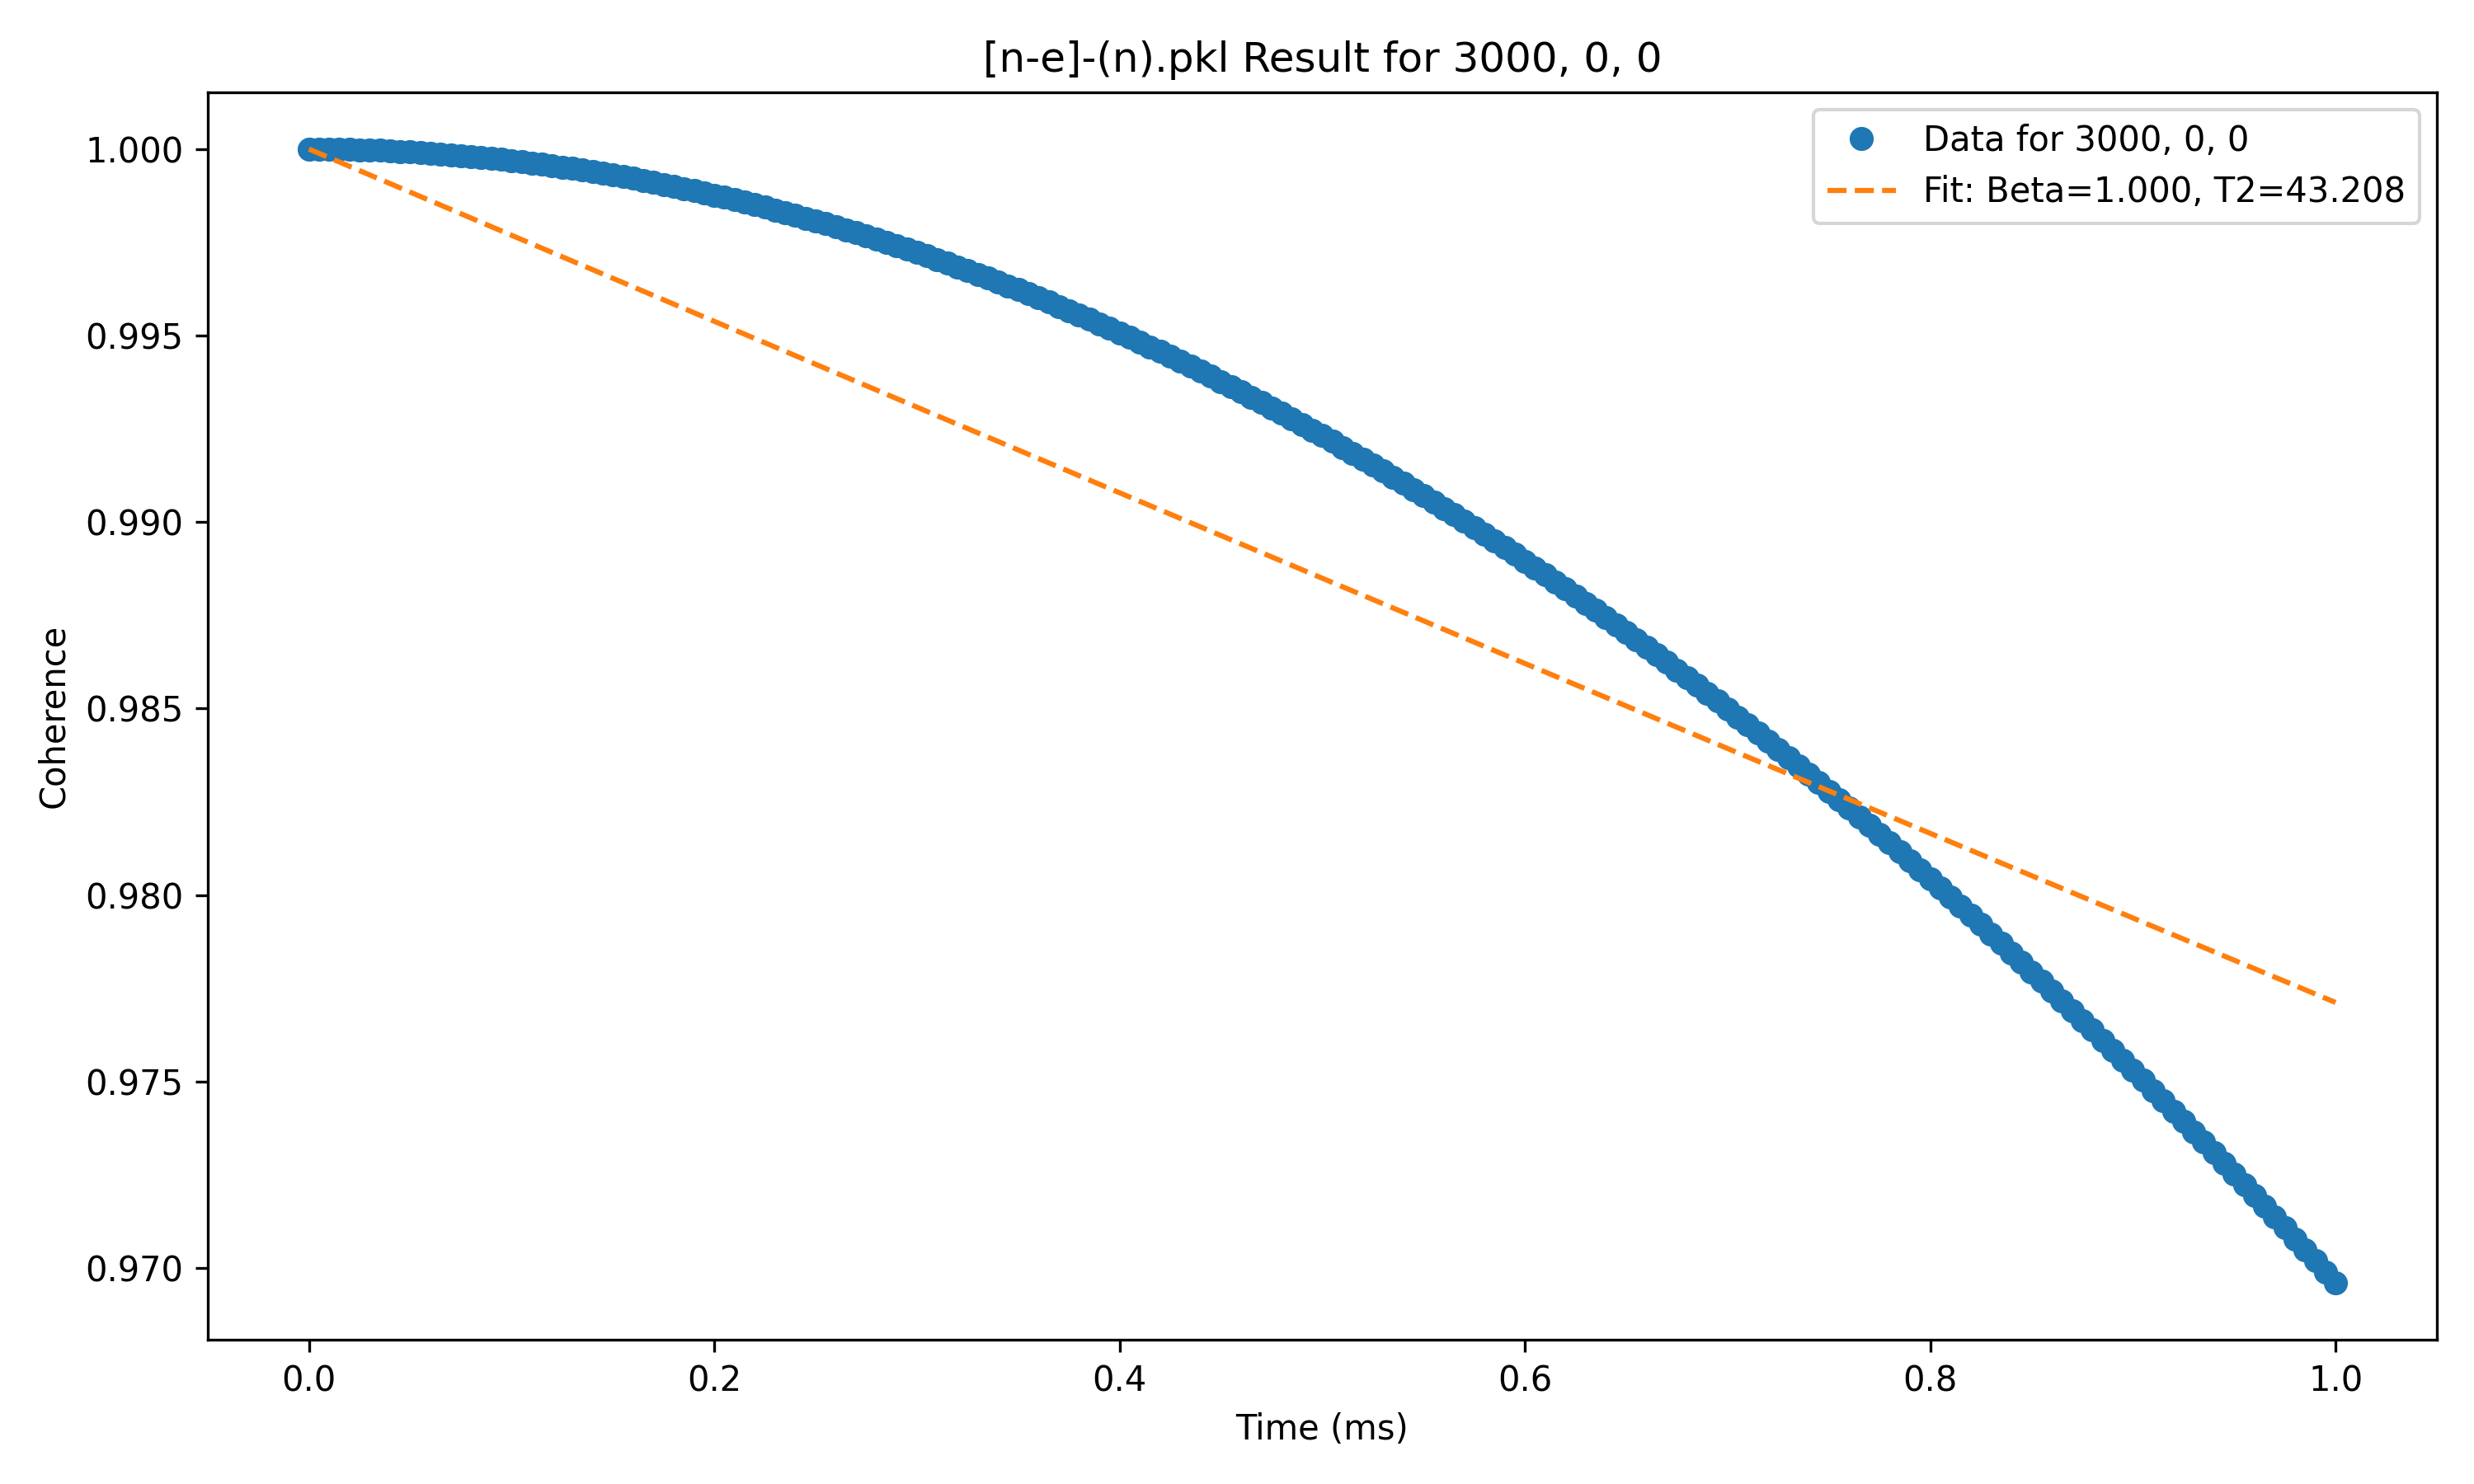 [n-e]-(n).pkl Result for 3000, 0, 0
Data for 3000, 0, 0
Fit: Beta=1.000, T2=43.208
Coherence
1.000
0.995
0.990
0.985
0.980
0.975
0.970
0.0
0.2
0.4
0.6
0.8
1.0
Time (ms)